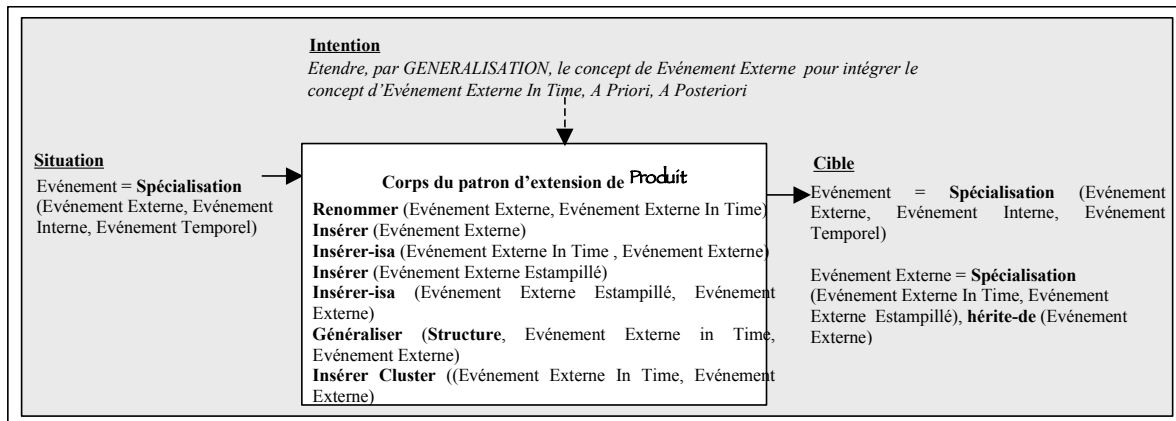 Intention
Etendre, par GENERALISATION, le concept de Evénement Externe pour intégrer le
concept d'Evénement Externe In Time, A Priori, A Posteriori
Situation
Evénement = Spécialisation
(Evénement Externe, Evénement
Interne, Evénement Temporel)
Corps du patron d'extension de Produit
Renommer (Evénement Externe, Evénement Externe In Time)
Insérer (Evénement Externe)
Insérer-isa (Evénement Externe In Time , Evénement Externe)
Insérer (Evénement Externe Estampillé)
Insérer-isa (Evénement Externe Estampillé, Evénement
Externe)
Généraliser (Structure, Evénement Externe in Time,
Evénement Externe)
Insérer Cluster ((Evénement Externe In Time, Evénement
Externe)
Cible
Evénement = Spécialisation (Evénement
Externe, Evénement Interne, Evénement
Temporel)
Evénement Externe = Spécialisation
(Evénement Externe In Time, Evénement
Externe Estampillé), hérite-de (Evénement
Externe)